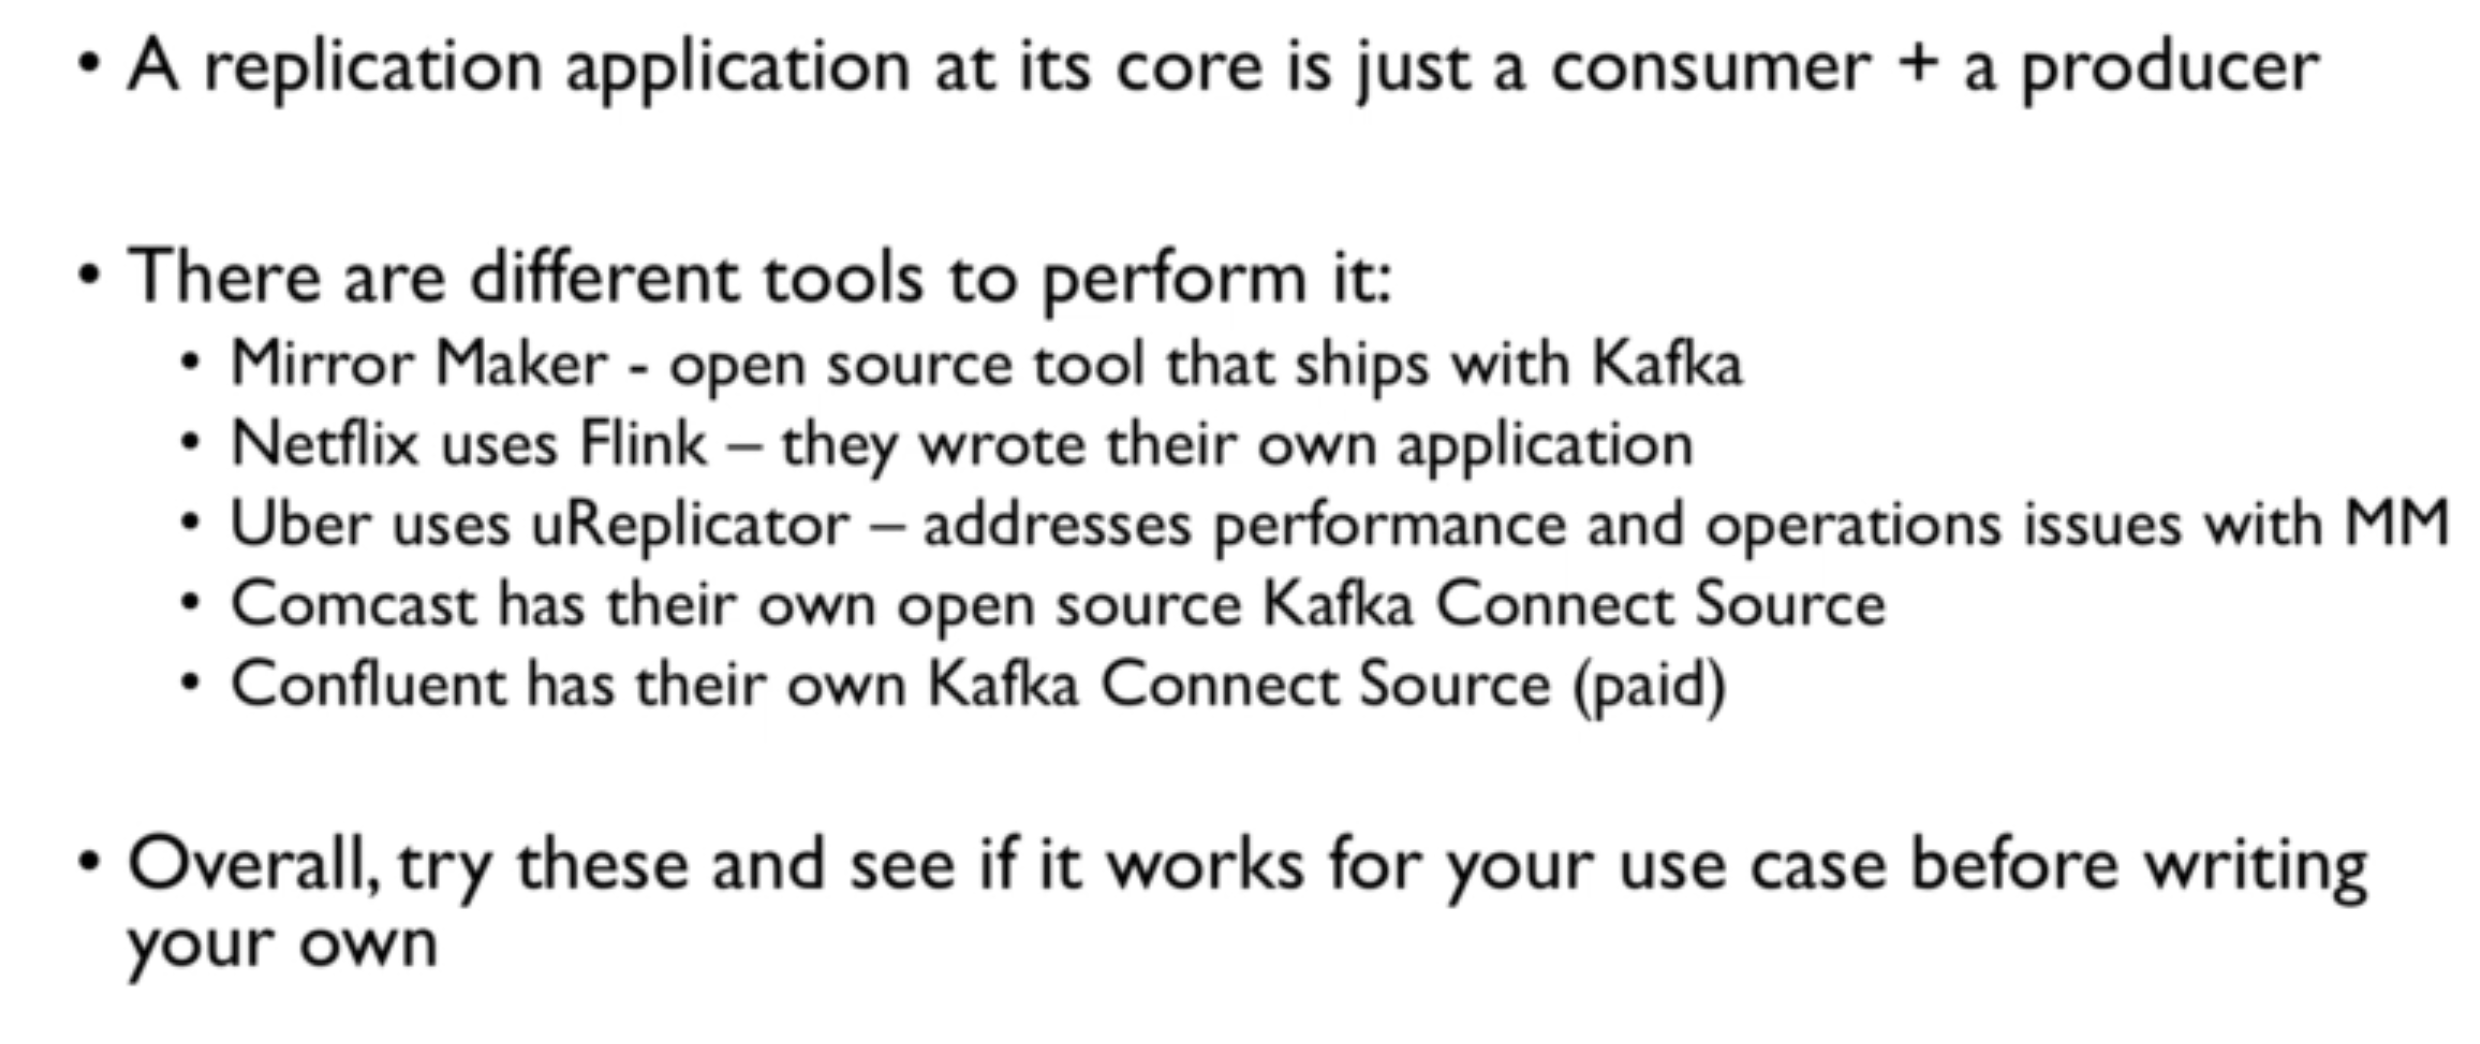 • A replication application at its core is just a consumer + a producer
• There are different tools to perform it:
• Mirror Maker - open source tool that ships with Kafka
• Netflix uses Flink – they wrote their own application
• Uber uses uReplicator – addresses performance and operations issues with MM
• Comcast has their own open source Kafka Connect Source
• Confluent has their own Kafka Connect Source (paid)
• Overall, try these and see if it works for your use case before writing
your own